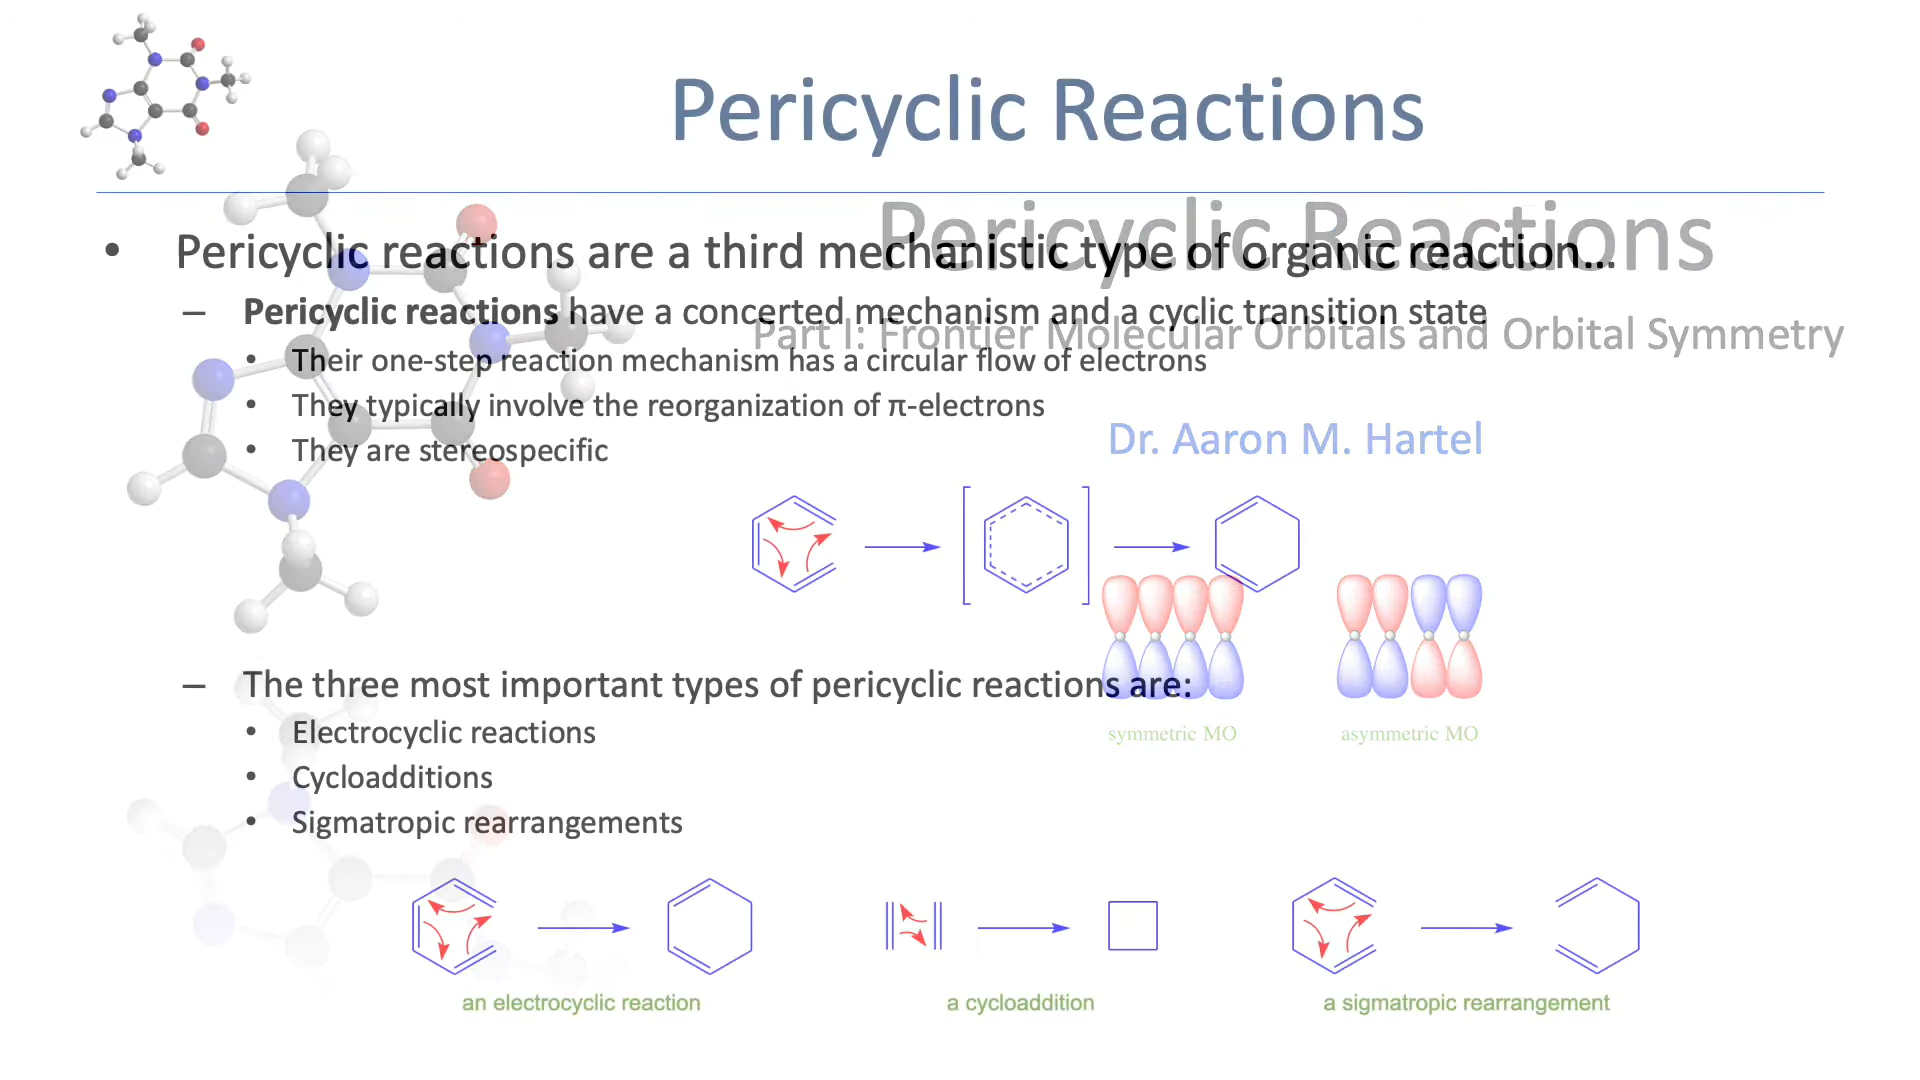 Pericyclic Reactions
Pericyclic Reactions
• Pericyclic reactions are a third mechanistic type of organic reaction...
– Pericyclic reactions have a concerted mechanism and a cyclic transition state
Part I: Frontier Molecular Orbitals and Orbital Symmetry
• Their one-step reaction mechanism has a circular flow of electrons
• They typically involve the reorganization of π-electrons
Dr. Aaron M. Hartel
• They are stereospecific
– The three most important types of pericyclic reactions are:
symmetric MO
asymmetric MO
• Electrocyclic reactions
• Cycloadditions
• Sigmatropic rearrangements
an electrocyclic reaction
a cycloaddition
a sigmatropic rearrangement